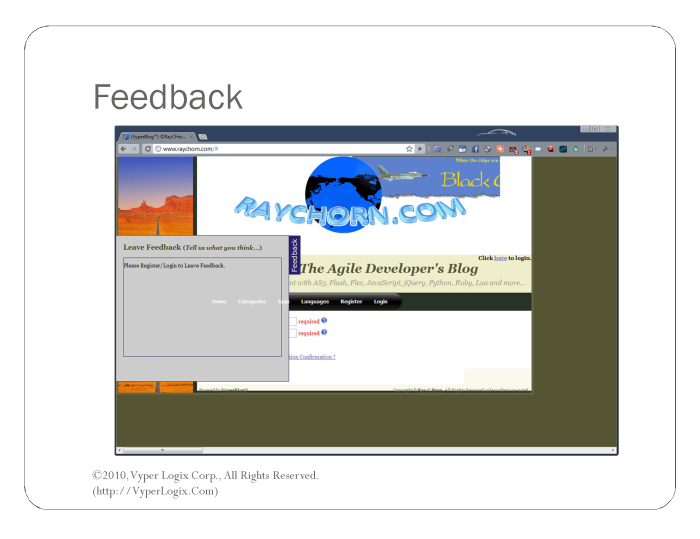 Feedback
(VyperBlog™) ©RayCHor...
www.raychorn.com/#
When the chips are
Black
RAYCHORN.COM
Leave Feedback (Tell us what you think...)
Feedback
Please Register/Login to Leave Feedback.
Click here to login.
The Agile Developer's Blog
nt with AS3, Flash, Flex, JavaScript, jQuery, Python, Ruby, Lua and more...
Home Categories Tags Languages Register Login
required
required
tion Confirmation ?
©2010, Vyper Logix Corp., All Rights Reserved.
(http://VyperLogix.Com)